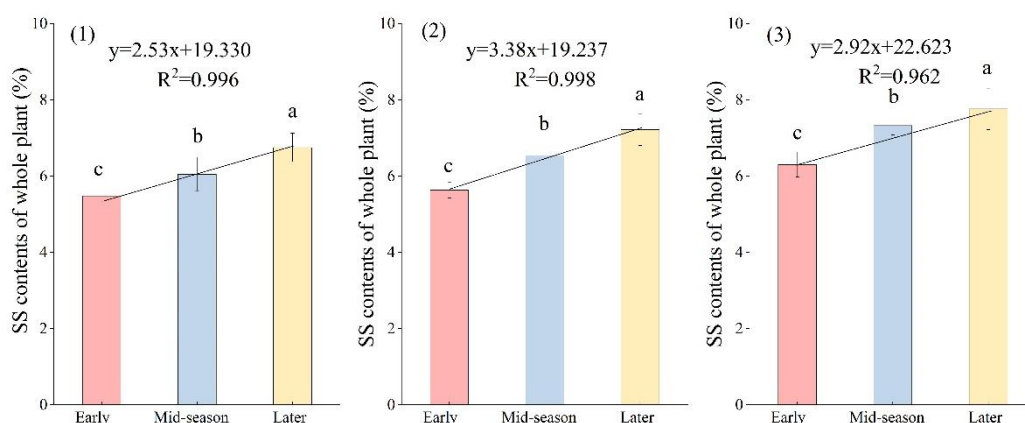 (1)
y=2.53x+19.330
R²=0.996
SS contents of whole plant (%)
10
8
6
4
2
0
c
b
a
Early
Mid-season
Later
(2)
y=3.38x+19.237
R²=0.998
SS contents of whole plant (%)
10
8
6
4
2
0
c
b
a
Early
Mid-season
Later
(3)
y=2.92x+22.623
R²=0.962
SS contents of whole plant (%)
10
8
6
4
2
0
c
b
a
Early
Mid-season
Later